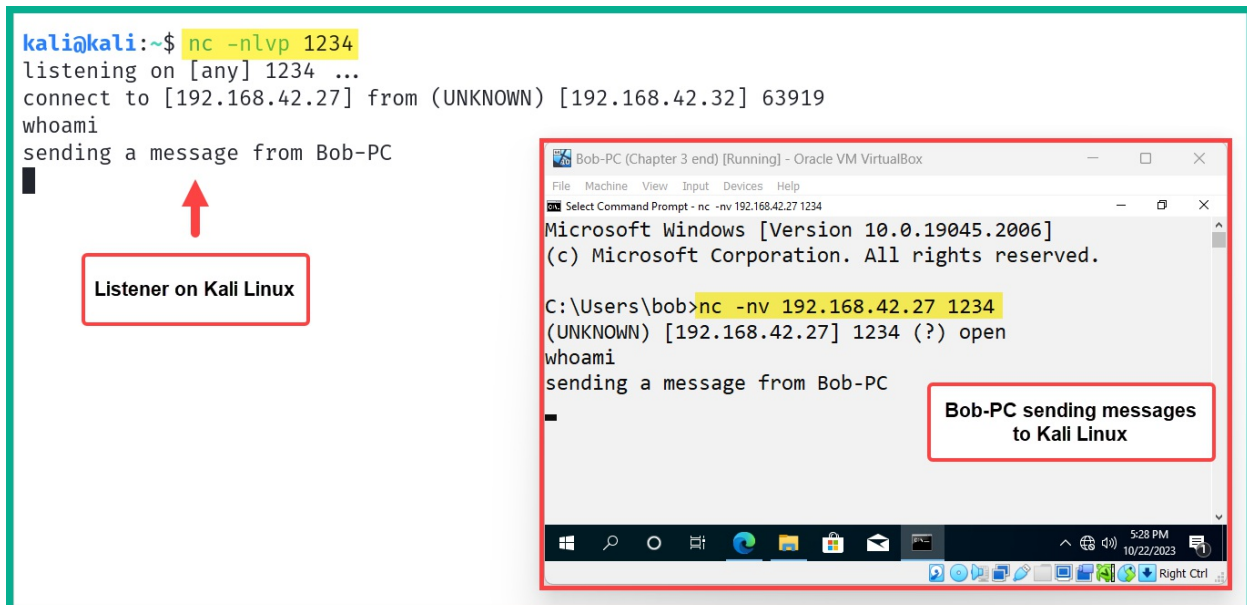 kali@kali:~$ nc -nlvp 1234
listening on [any] 1234 ...
connect to [192.168.42.27] from (UNKNOWN) [192.168.42.32] 63919
whoami
sending a message from Bob-PC
Listener on Kali Linux
Bob-PC (Chapter 3 end) [Running] - Oracle VM VirtualBox
File Machine View Input Devices Help
Select Command Prompt - nc -nv 192.168.42.27 1234
Microsoft Windows [Version 10.0.19045.2006]
(c) Microsoft Corporation. All rights reserved.
C:\Users\bob>nc -nv 192.168.42.27 1234
(UNKNOWN) [192.168.42.27] 1234 (?) open
whoami
sending a message from Bob-PC
Bob-PC sending messages
to Kali Linux
5:28 PM
10/22/2023
1
Right Ctrl